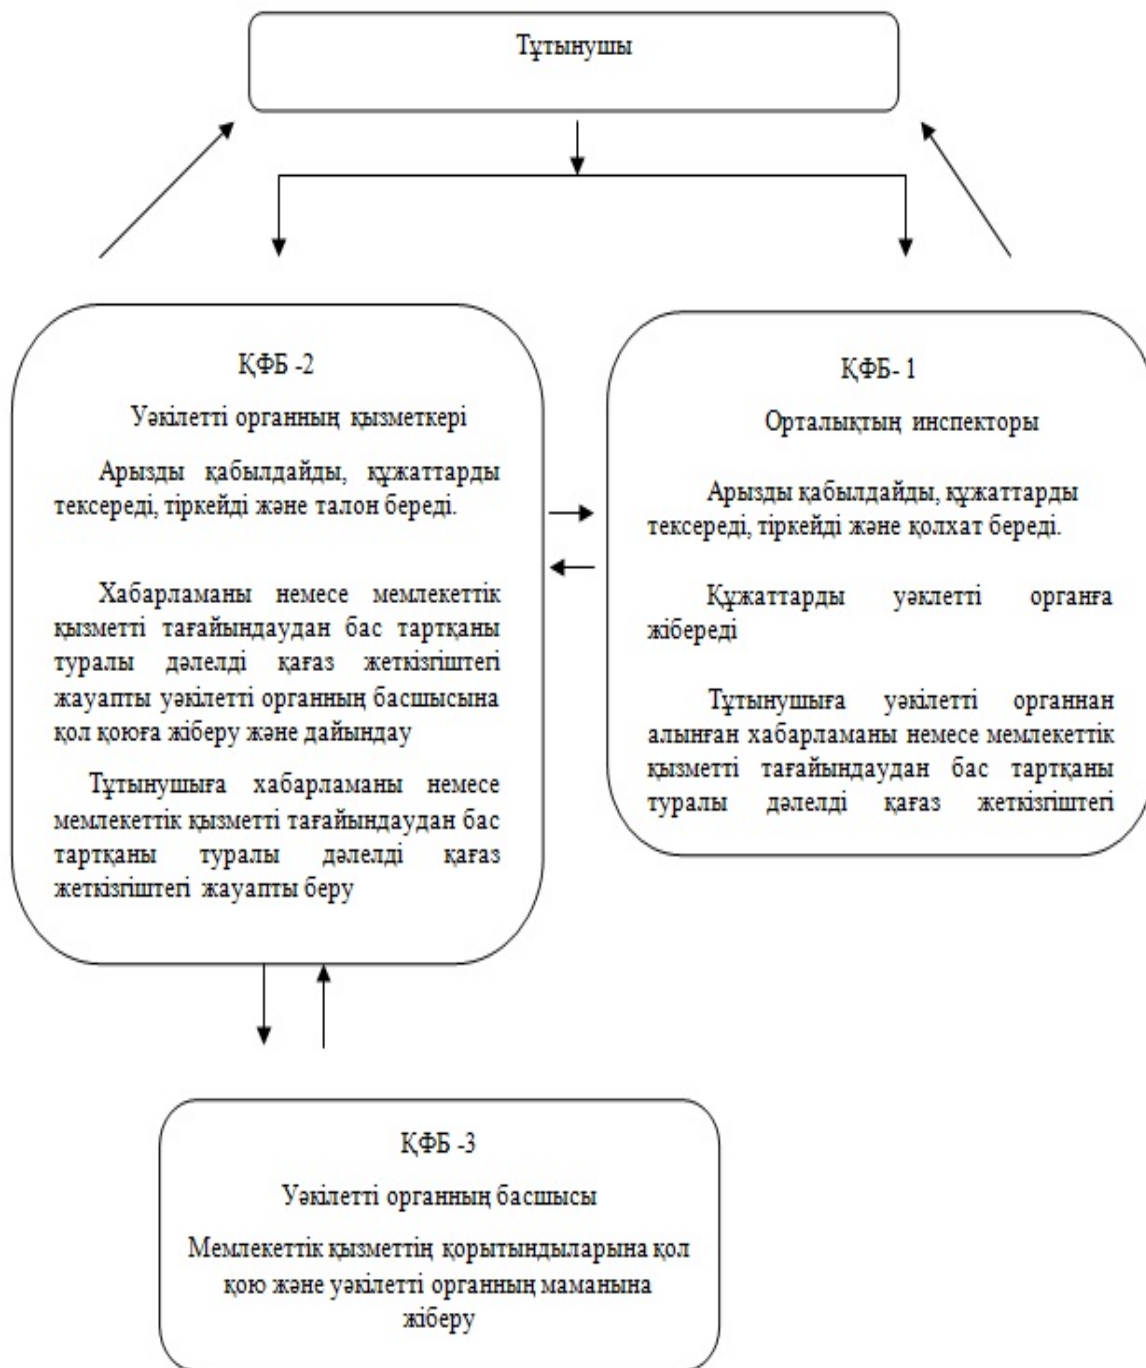 Тұтынушы
ҚФБ -2
Уәкілетті органның қызметкері
Арызды қабылдайды, құжаттарды
тексереді, тіркейді және талон береді.
Хабарламаны немесе мемлекеттік
қызметті тағайындаудан бас тартқаны
туралы дәлелді қағаз жеткізгіштегі
жауапты уәкілетті органның басшысына
қол қоюға жіберу және дайындау
Тұтынушыға хабарламаны немесе
мемлекеттік қызметті тағайындаудан бас
тартқаны туралы дәлелді қағаз
жеткізгіштегі жауапты беру
ҚФБ- 1
Орталықтың инспекторы
Арызды қабылдайды, құжаттарды
тексереді, тіркейді және қолхат береді.
Құжаттарды уәклетті органға
жібереді
Тұтынушыға уәкілетті органнан
алынған хабарламаны немесе мемлекеттік
қызметті тағайындаудан бас тартқаны
туралы дәлелді қағаз жеткізгіштегі
ҚФБ -3
Уәкілетті органның басшысы
Мемлекеттік қызметтің қорытындыларына қол
қою және уәкілетті органның маманына
жіберу